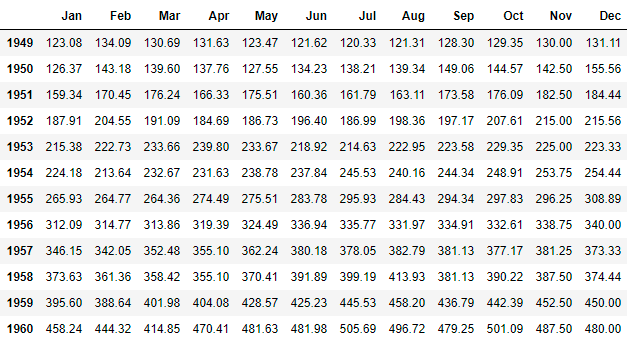 Jan Feb Mar Apr May Jun Jul Aug Sep Oct Nov Dec
1949 123.08 134.09 130.69 131.63 123.47 121.62 120.33 121.31 128.30 129.35 130.00 131.11
1950 126.37 143.18 139.60 137.76 127.55 134.23 138.21 139.34 149.06 144.57 142.50 155.56
1951 159.34 170.45 176.24 166.33 175.51 160.36 161.79 163.11 173.58 176.09 182.50 184.44
1952 187.91 204.55 191.09 184.69 186.73 196.40 186.99 198.36 197.17 207.61 215.00 215.56
1953 215.38 222.73 233.66 239.80 233.67 218.92 214.63 222.95 223.58 229.35 225.00 223.33
1954 224.18 213.64 232.67 231.63 238.78 237.84 245.53 240.16 244.34 248.91 253.75 254.44
1955 265.93 264.77 264.36 274.49 275.51 283.78 295.93 284.43 294.34 297.83 296.25 308.89
1956 312.09 314.77 313.86 319.39 324.49 336.94 335.77 331.97 334.91 332.61 338.75 340.00
1957 346.15 342.05 352.48 355.10 362.24 380.18 378.05 382.79 381.13 377.17 381.25 373.33
1958 373.63 361.36 358.42 355.10 370.41 391.89 399.19 413.93 381.13 390.22 387.50 374.44
1959 395.60 388.64 401.98 404.08 428.57 425.23 445.53 458.20 436.79 442.39 452.50 450.00
1960 458.24 444.32 414.85 470.41 481.63 481.98 505.69 496.72 479.25 501.09 487.50 480.00